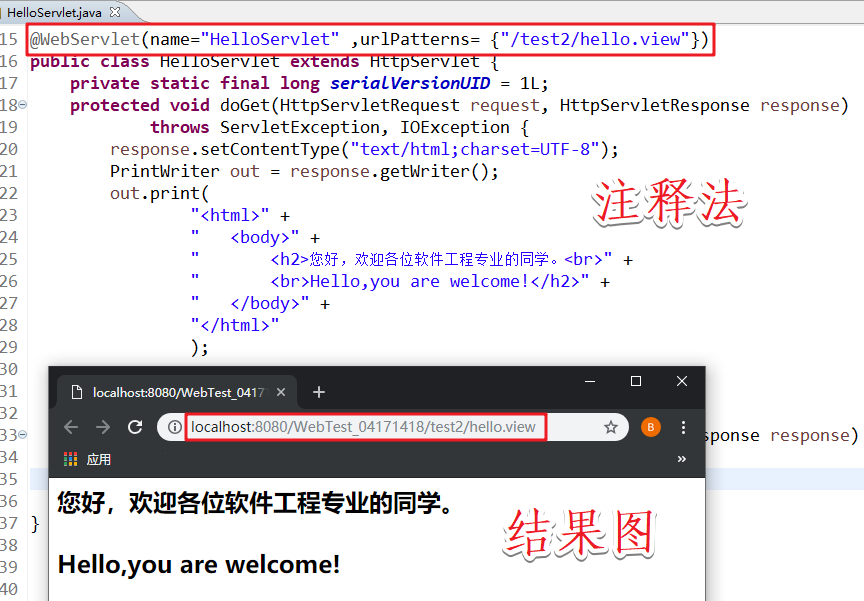 HelloServlet.java
15 @WebServlet(name="HelloServlet" ,urlPatterns= {"/test2/hello.view"})
16 public class HelloServlet extends HttpServlet {
17 private static final long serialVersionUID = 1L;
18 protected void doGet(HttpServletRequest request, HttpServletResponse response)
19 throws ServletException, IOException {
20 response.setContentType("text/html;charset=UTF-8");
21 PrintWriter out = response.getWriter();
22 out.print(
23 "<html>" +
24 "   <body>" +
25 "       <h2>您好，欢迎各位软件工程专业的同学。<br>" +
26 "       <br>Hello,you are welcome!</h2>" +
27 "   </body>" +
28 "</html>"
29 );
注释法
30
31
32
33 sponse response)
34
35
36
37 }
38
39
40
localhost:8080/WebTest_0417
localhost:8080/WebTest_04171418/test2/hello.view
B
应用
»
您好，欢迎各位软件工程专业的同学。
Hello,you are welcome!
结果图